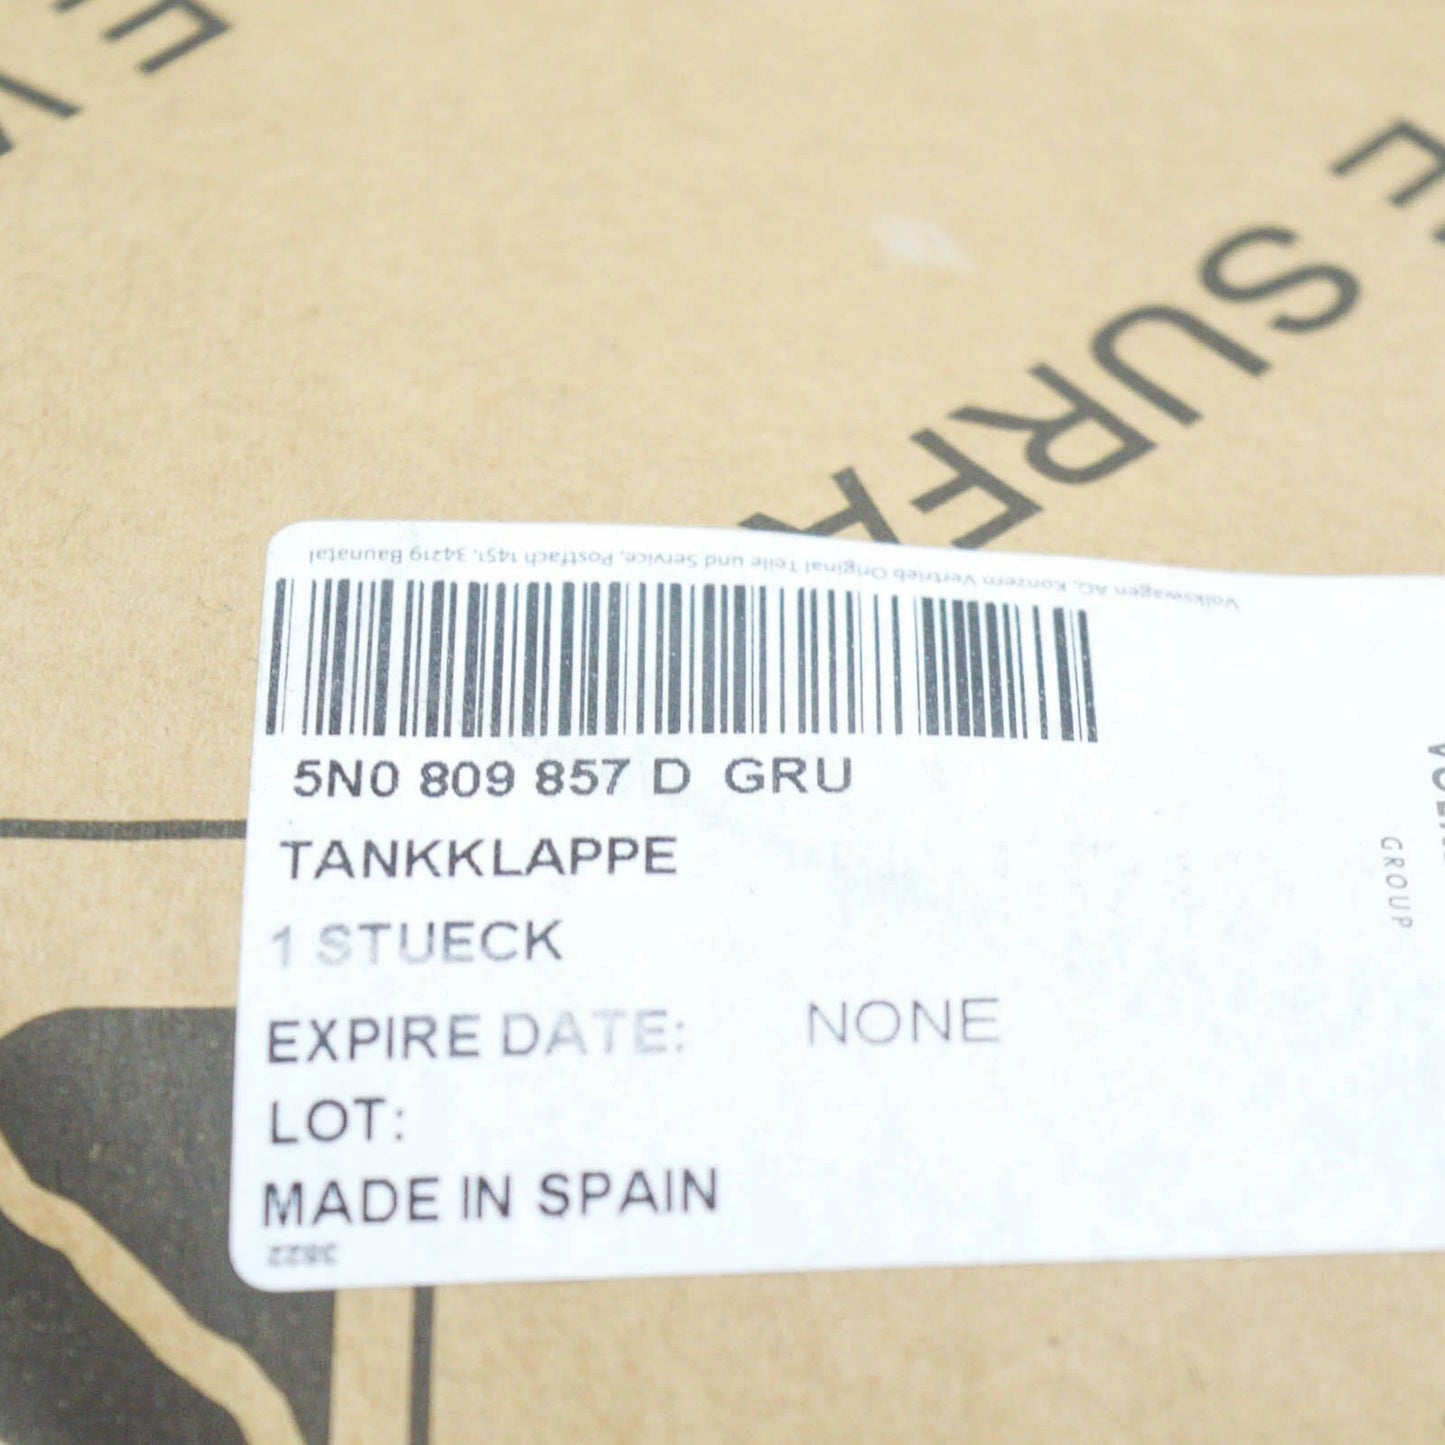 SURFA
Volkswagen AG, Konzern Vertrieb Original Teile und Service, Postfach 1451, 34219 Baunatal
5N0 809 857 D GRU
TANKKLAPPE
1 STUECK
EXPIRE DATE: NONE
LOT:
MADE IN SPAIN
3822
GROUP